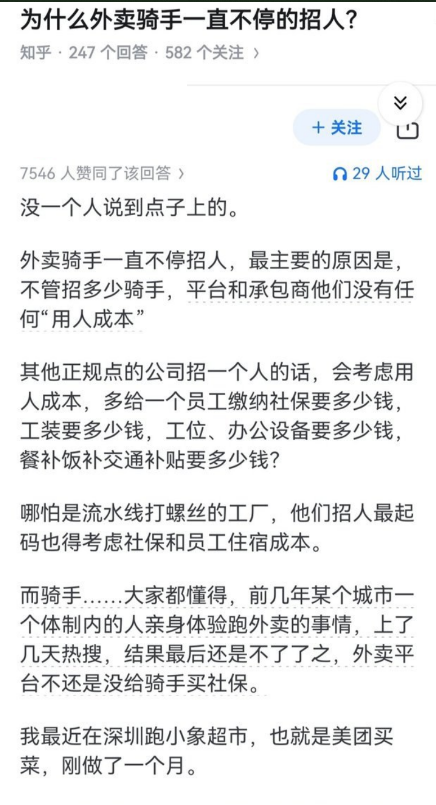 为什么外卖骑手一直不停的招人？
知乎 · 247 个回答 · 582 个关注 >
+ 关注
7546 人赞同了该回答 >
29 人听过
没一个人说到点子上的。
外卖骑手一直不停招人，最主要的原因是，
不管招多少骑手，平台和承包商他们没有任
何“用人成本”
其他正规点的公司招一个人的话，会考虑用
人成本，多给一个员工缴纳社保要多少钱，
工装要多少钱，工位、办公设备要多少钱，
餐补饭补交通补贴要多少钱？
哪怕是流水线打螺丝的工厂，他们招人最起
码也得考虑社保和员工住宿成本。
而骑手……大家都懂得，前几年某个城市一
个体制内的人亲身体验跑外卖的事情，上了
几天热搜，结果最后还是不了了之，外卖平
台不还是没给骑手买社保。
我最近在深圳跑小象超市，也就是美团买
菜，刚做了一个月。